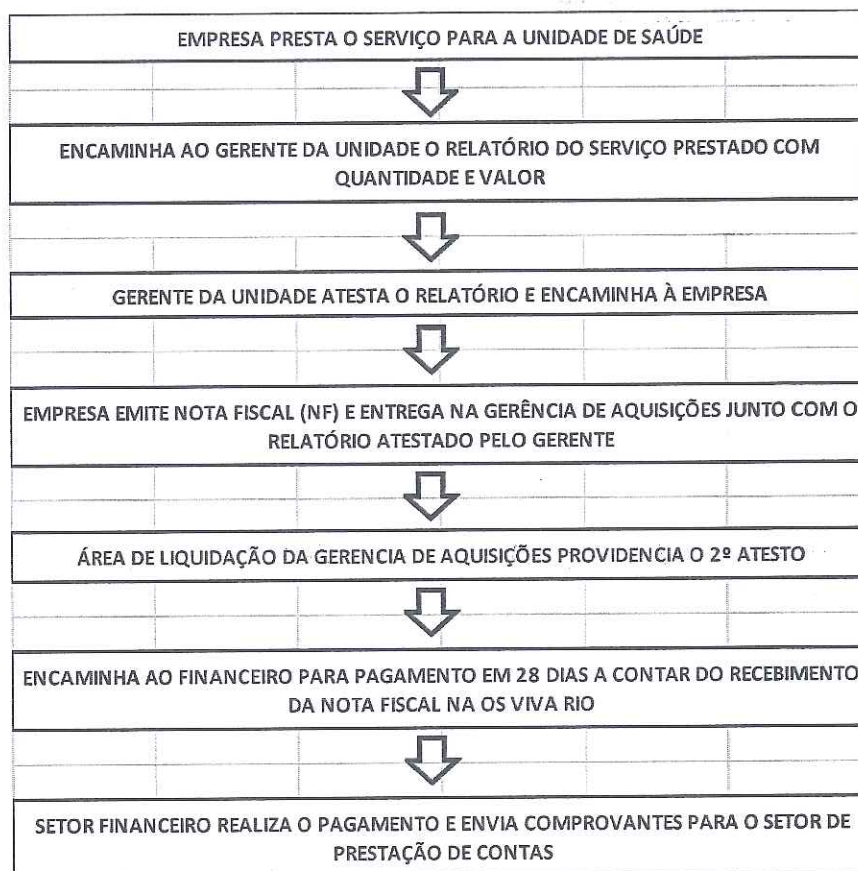 EMPRESA PRESTA O SERVIÇO PARA A UNIDADE DE SAÚDE
ENCAMINHA AO GERENTE DA UNIDADE O RELATÓRIO DO SERVIÇO PRESTADO COM
QUANTIDADE E VALOR
GERENTE DA UNIDADE ATESTA O RELATÓRIO E ENCAMINHA À EMPRESA
EMPRESA EMITE NOTA FISCAL (NF) E ENTREGA NA GERÊNCIA DE AQUISIÇÕES JUNTO COM O
RELATÓRIO ATESTADO PELO GERENTE
ÁREA DE LIQUIDAÇÃO DA GERENCIA DE AQUISIÇÕES PROVIDENCIA O 2º ATESTO
ENCAMINHA AO FINANCEIRO PARA PAGAMENTO EM 28 DIAS A CONTAR DO RECEBIMENTO
DA NOTA FISCAL NA OS VIVA RIO
SETOR FINANCEIRO REALIZA O PAGAMENTO E ENVIA COMPROVANTES PARA O SETOR DE
PRESTAÇÃO DE CONTAS